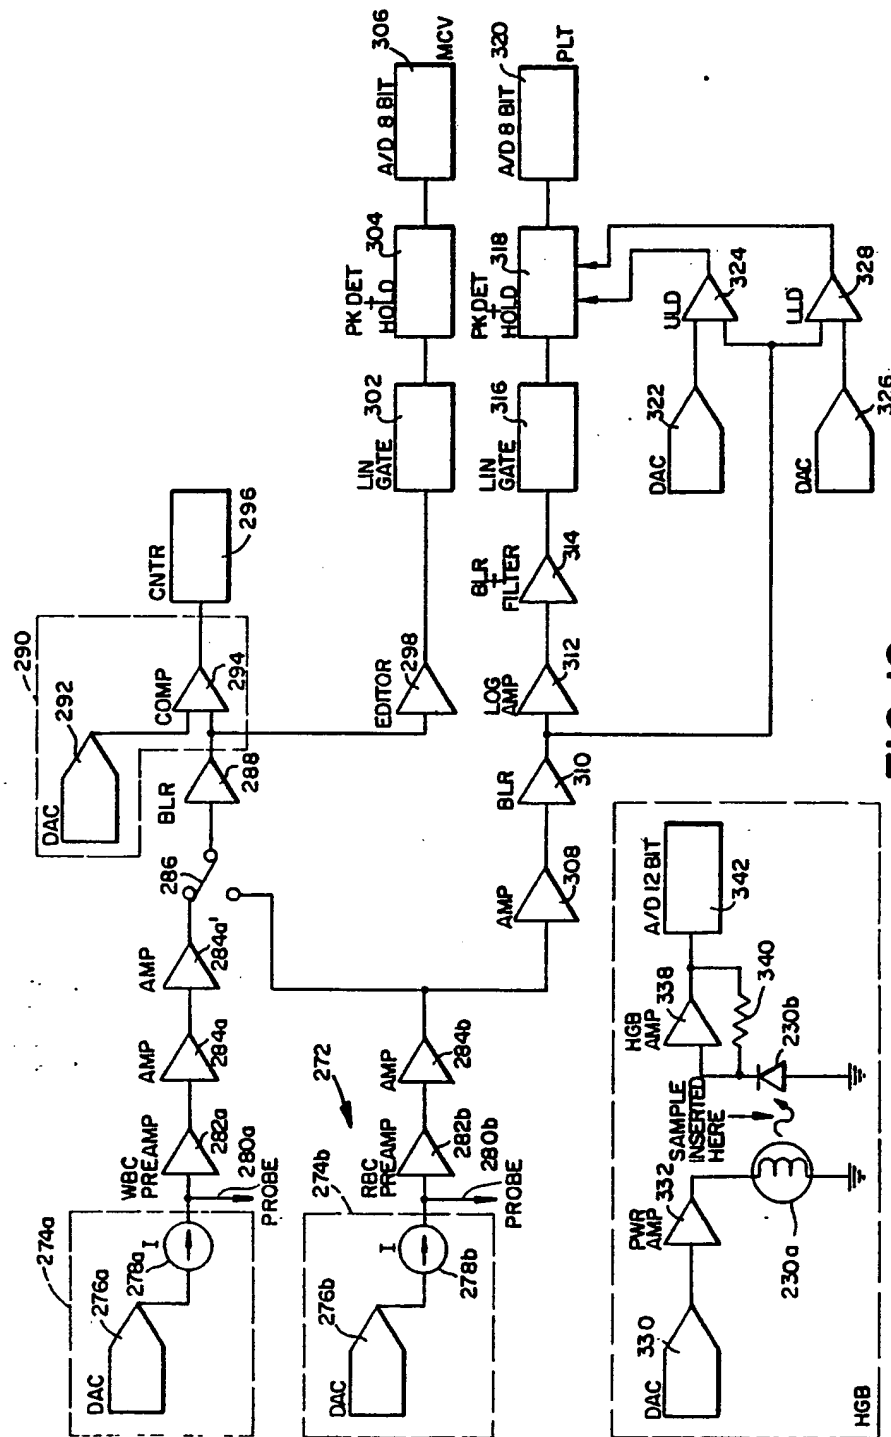 274a
276a
278a
I
DAC
WBC
PREAMP
282a
280a
PROBE
AMP
284a
AMP
284a'
286
290
292
DAC
BLR
288
COMP
294
CNTR
296
EDITOR
298
LIN
GATE
302
PK DET
+
HOLD
304
A/D 8 BIT
306
MCV
272
274b
276b
278b
I
DAC
RBC
PREAMP
282b
280b
PROBE
AMP
284b
AMP
308
BLR
310
LOG
AMP
312
BLR
+
FILTER
314
LIN
GATE
316
PK DET
+
HOLD
318
A/D 8 BIT
320
PLT
DAC
322
ULD
324
DAC
326
LLD
328
HGB
DAC
330
PWR
AMP
332
230a
SAMPLE
INSERTED
HERE
230b
HGB
AMP
338
340
A/D 12 BIT
342